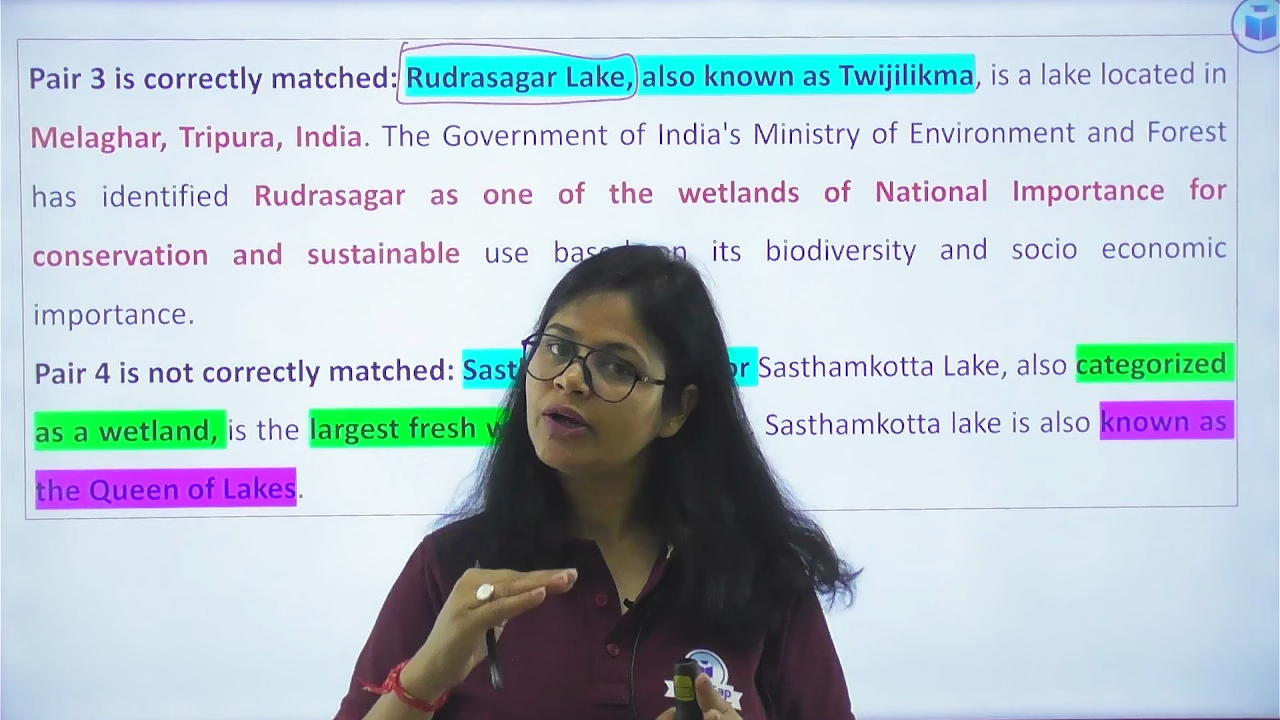 Pair 3 is correctly matched: Rudrasagar Lake, also known as Twijilikma, is a lake located in
Melaghar, Tripura, India. The Government of India's Ministry of Environment and Forest
has identified Rudrasagar as one of the wetlands of National Importance for
conservation and sustainable use its biodiversity and socio economic
importance.
Pair 4 is not correctly matched: Sasthamkotta Lake, also categorized
as a wetland, is the largest fresh Sasthamkotta lake is also known as
the Queen of Lakes.